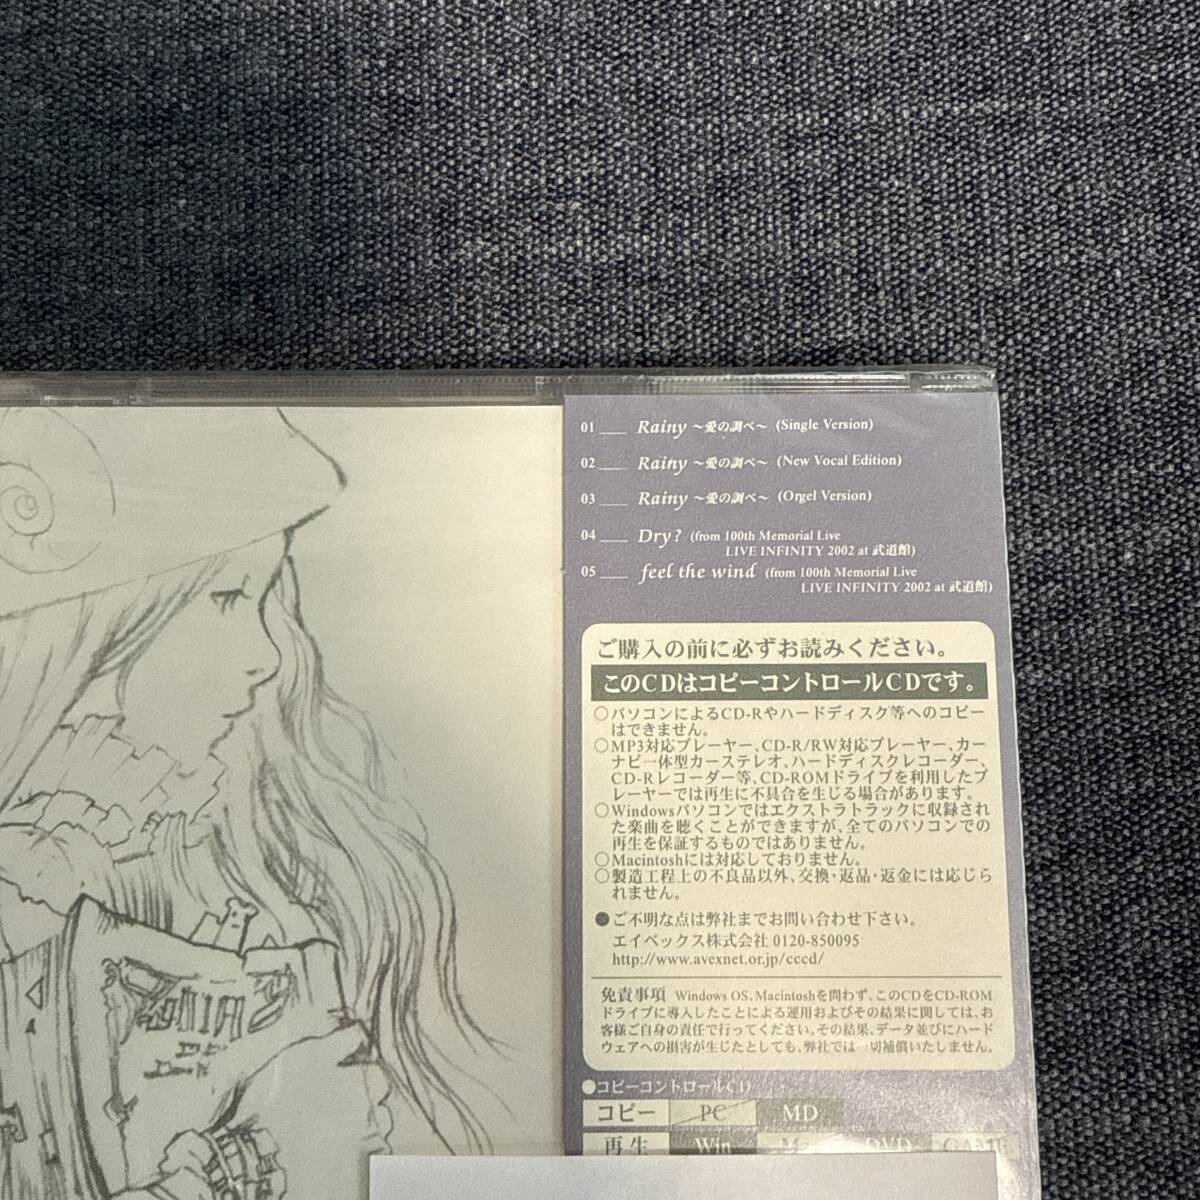 01 Rainy ～愛の調べ～ (Single Version)
02 Rainy ～愛の調べ～ (New Vocal Edition)
03 Rainy ～愛の調べ～ (Orgel Version)
04 Dry? (from 100th Memorial Live
LIVE INFINITY 2002 at 武道館)
05 feel the wind (from 100th Memorial Live
LIVE INFINITY 2002 at 武道館)
ご購入の前に必ずお読みください。
このCDはコピーコントロールCDです。
○パソコンによるCD-Rやハードディスク等へのコピー
はできません。
○MP3対応プレーヤー、CD-R/RW対応プレーヤー、カー
ナビ一体型カーステレオ、ハードディスクレコーダー、
CD-Rレコーダー等、CD-ROMドライブを利用したプ
レーヤーでは再生に不具合を生じる場合があります。
○Windowsパソコンではエクストラトラックに収録され
た楽曲を聴くことができますが、全てのパソコンでの
再生を保証するものではありません。
○Macintoshには対応しておりません。
○製造工程上の不良品以外、交換・返品・返金には応じら
れません。
●ご不明な点は弊社までお問い合わせ下さい。
エイベックス株式会社 0120-850095
http://www.avexnet.or.jp/cccd/
免責事項 Windows OS、Macintoshを問わず、このCDをCD-ROM
ドライブに導入したことによる運用およびその結果に関しては、お
客様ご自身の責任で行ってください。その結果、データ並びにハード
ウェアへの損害が生じたとしても、弊社では一切補償いたしません。
●コピーコントロールCD
コピー PC MD
再生 Win DVD